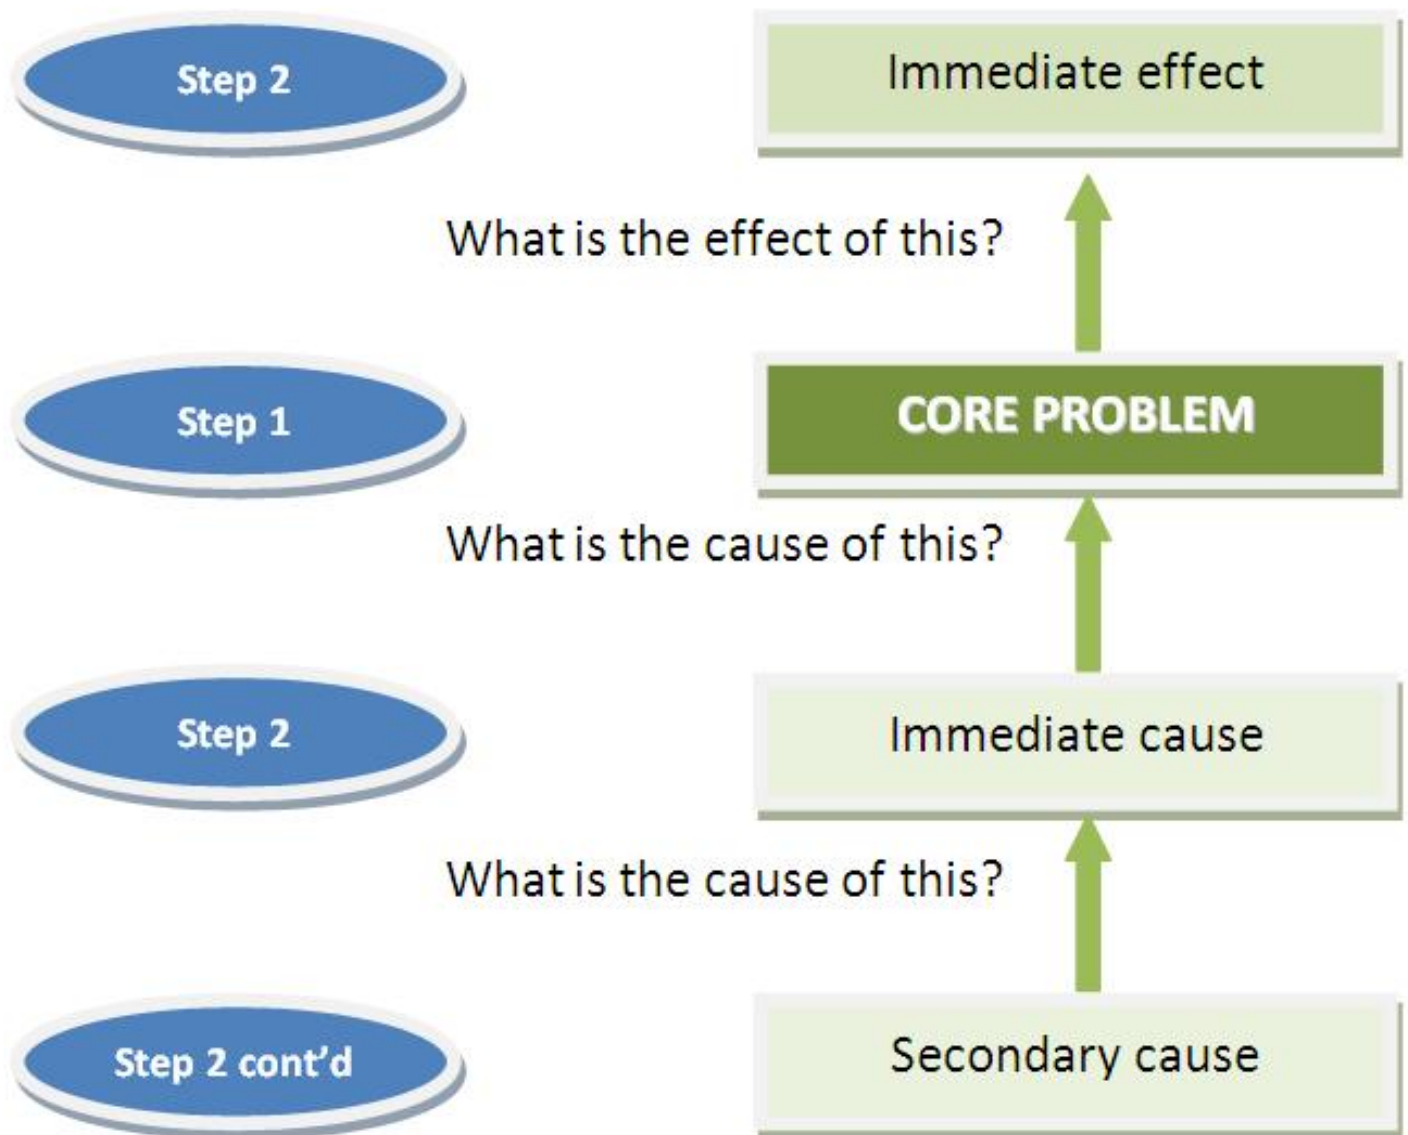 Step 2
Immediate effect
What is the effect of this?
Step 1
CORE PROBLEM
What is the cause of this?
Step 2
Immediate cause
What is the cause of this?
Step 2 cont’d
Secondary cause